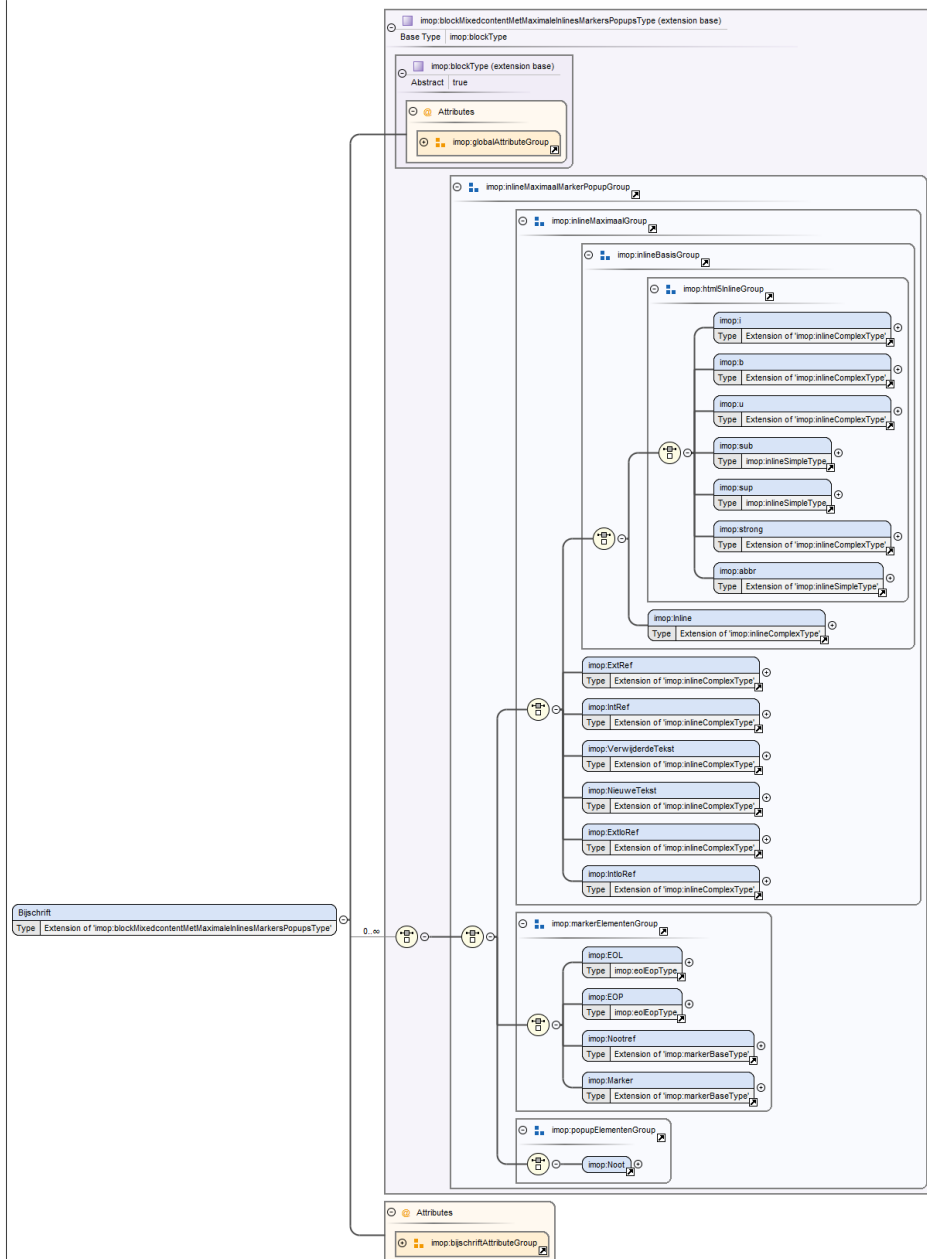 imop:blockMixedcontentMetMaximaleInlinesMarkersPopupsType (extension base)
Base Type imop:blockType
imop:blockType (extension base)
Abstract true
@ Attributes
imop:globalAttributeGroup
imop:inlineMaximaalMarkerPopupGroup
imop:inlineMaximaalGroup
imop:inlineBasisGroup
imop:html5InlineGroup
imop:i
Type Extension of 'imop:inlineComplexType'
imop:b
Type Extension of 'imop:inlineComplexType'
imop:u
Type Extension of 'imop:inlineComplexType'
imop:sub
Type imop:inlineSimpleType
imop:sup
Type imop:inlineSimpleType
imop:strong
Type Extension of 'imop:inlineComplexType'
imop:abbr
Type Extension of 'imop:inlineSimpleType'
imop:Inline
Type Extension of 'imop:inlineComplexType'
imop:ExtRef
Type Extension of 'imop:inlineComplexType'
imop:IntRef
Type Extension of 'imop:inlineComplexType'
imop:VerwijderdeTekst
Type Extension of 'imop:inlineComplexType'
imop:NieuweTekst
Type Extension of 'imop:inlineComplexType'
imop:ExtIoRef
Type Extension of 'imop:inlineComplexType'
imop:IntIoRef
Type Extension of 'imop:inlineComplexType'
Bijschrift
Type Extension of 'imop:blockMixedcontentMetMaximaleInlinesMarkersPopupsType'
0..∞
imop:markerElementenGroup
imop:EOL
Type imop:eolEopType
imop:EOP
Type imop:eolEopType
imop:Nootref
Type Extension of 'imop:markerBaseType'
imop:Marker
Type Extension of 'imop:markerBaseType'
imop:popupElementenGroup
imop:Noot
@ Attributes
imop:bijschriftAttributeGroup